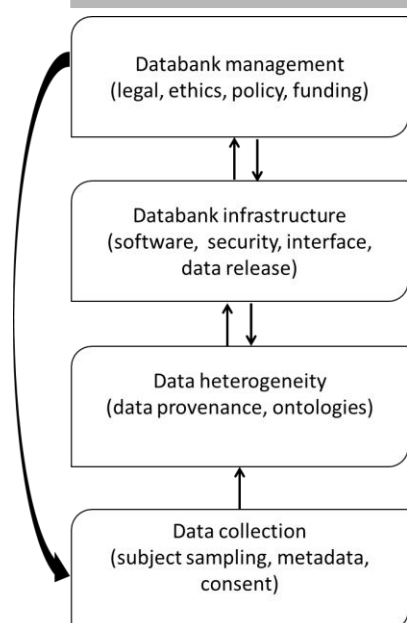 Databank management
(legal, ethics, policy, funding)
Databank infrastructure
(software, security, interface,
data release)
Data heterogeneity
(data provenance, ontologies)
Data collection
(subject sampling, metadata,
consent)